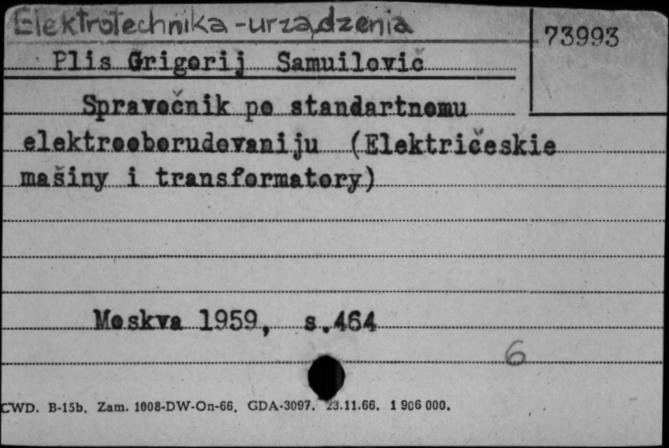 Elektrotechnika - urządzenia
73993
Plis Grigorij Samuilovič
Spravočnik po standartnomu
elektrooborudovaniju (Električeskie
mašiny i transformatory)
Moskva 1959, s.464
6
CWD. B-15b. Zam. 1008-DW-On-66. GDA-3097. 23.11.66. 1 906 000.